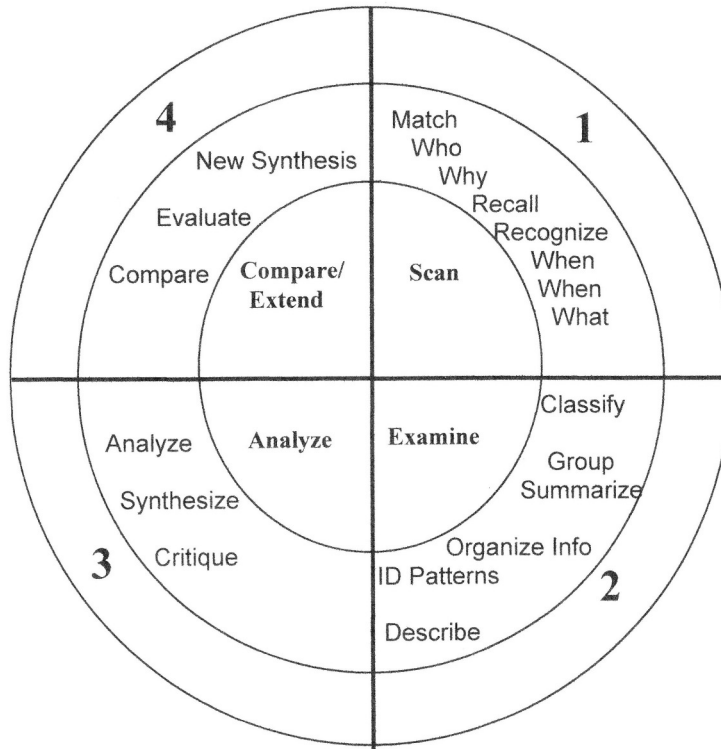 4
1
Match
Who
Why
Recall
Recognize
When
When
What
New Synthesis
Evaluate
Compare
Compare/
Extend
Scan
Analyze
Examine
Classify
Group
Summarize
Organize Info
ID Patterns
Describe
2
Analyze
Synthesize
Critique
3